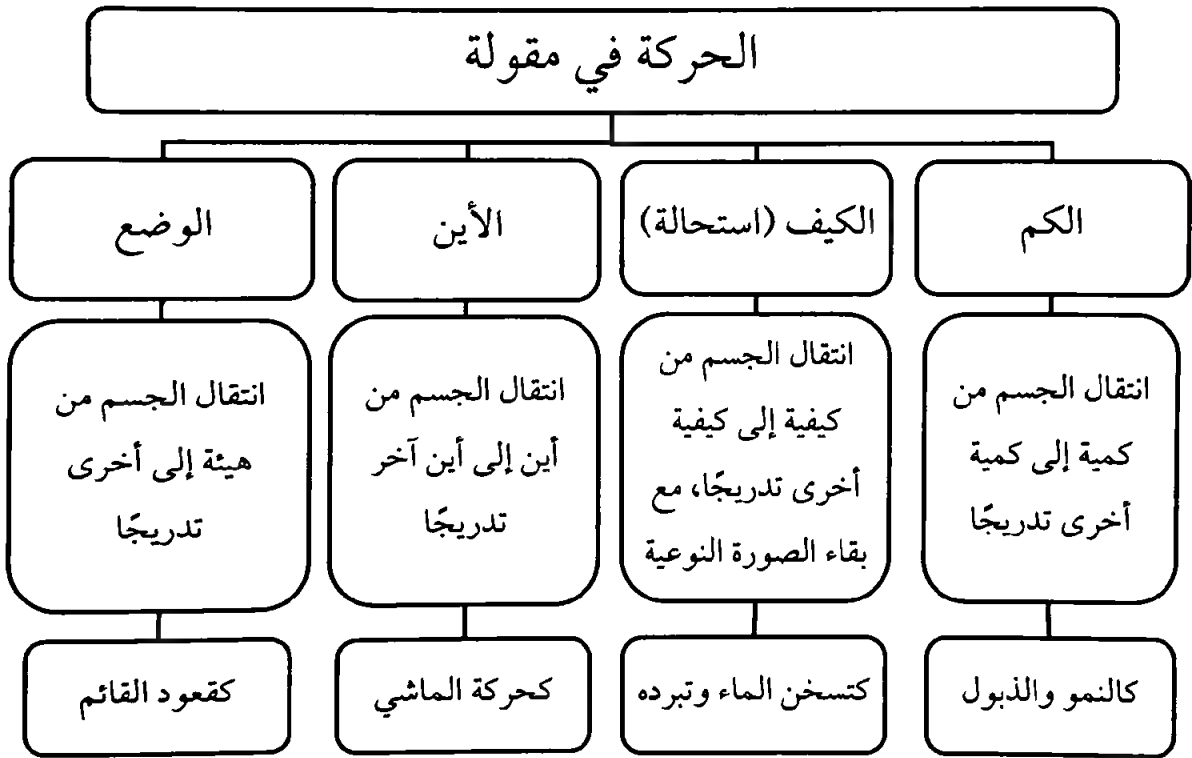 الحركة في مقولة
الكم
الكيف (استحالة)
الأين
الوضع
انتقال الجسم من
كمية إلى كمية
أخرى تدريجًا
انتقال الجسم من
كيفية إلى كيفية
أخرى تدريجًا، مع
بقاء الصورة النوعية
انتقال الجسم من
أين إلى أين آخر
تدريجًا
انتقال الجسم من
هيئة إلى أخرى
تدريجًا
كالنمو والذبول
كتسخن الماء وتبرده
كحركة الماشي
كقعود القائم